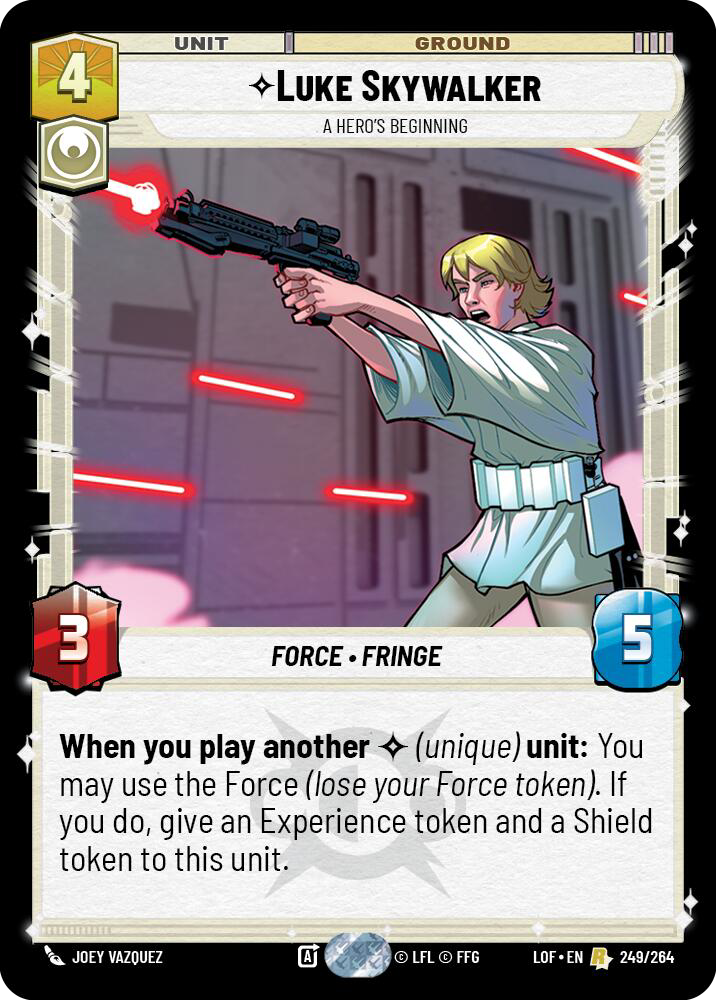 UNIT
GROUND
4
✧LUKE SKYWALKER
A HERO'S BEGINNING
3
FORCE • FRINGE
5
When you play another ✧ (unique) unit: You
may use the Force (lose your Force token). If
you do, give an Experience token and a Shield
token to this unit.
JOEY VAZQUEZ
A
© LFL © FFG
LOF • EN
R
249/264